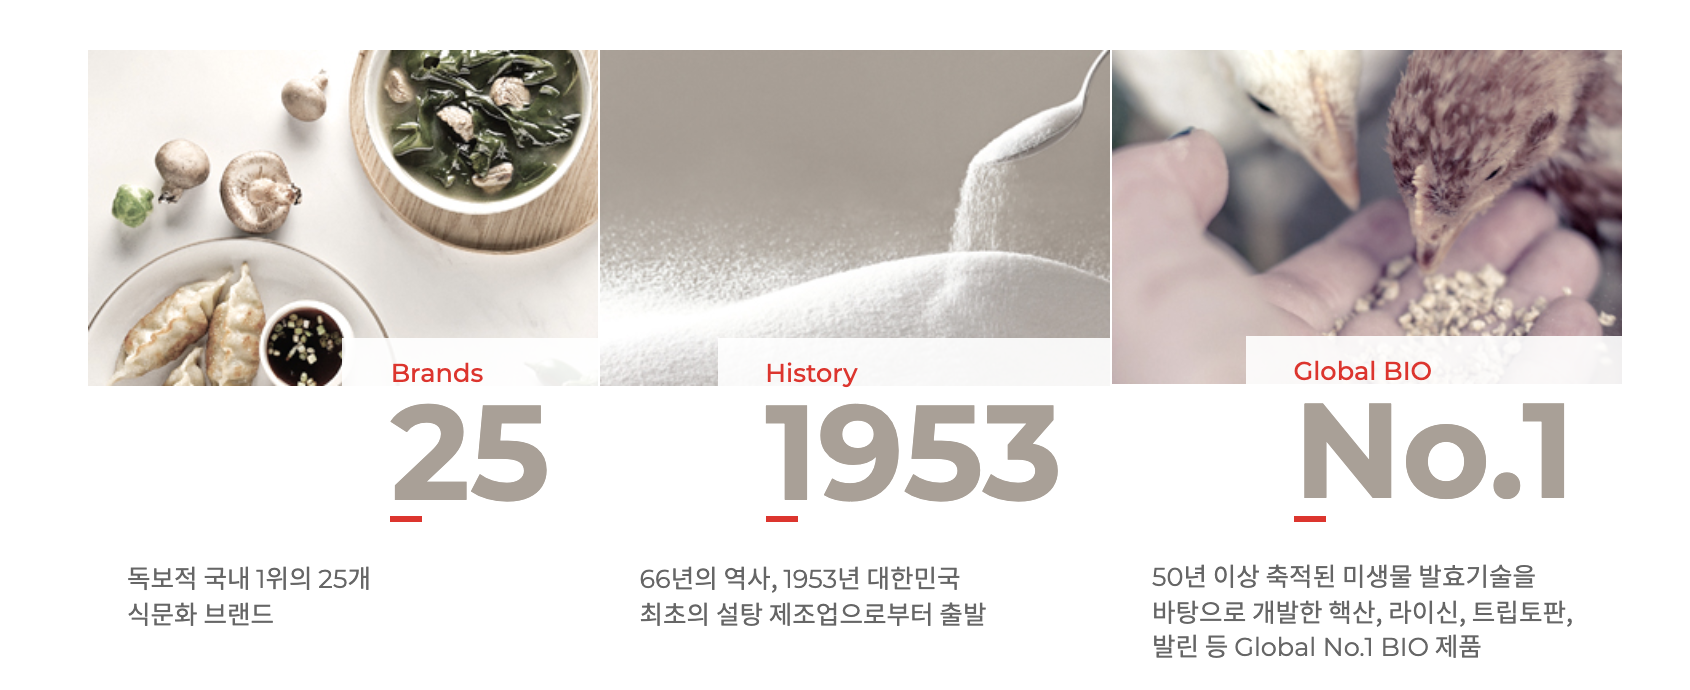 Brands
25
독보적 국내 1위의 25개
식문화 브랜드
History
1953
66년의 역사, 1953년 대한민국
최초의 설탕 제조업으로부터 출발
Global BIO
No.1
50년 이상 축적된 미생물 발효기술을
바탕으로 개발한 핵산, 라이신, 트립토판,
발린 등 Global No.1 BIO 제품